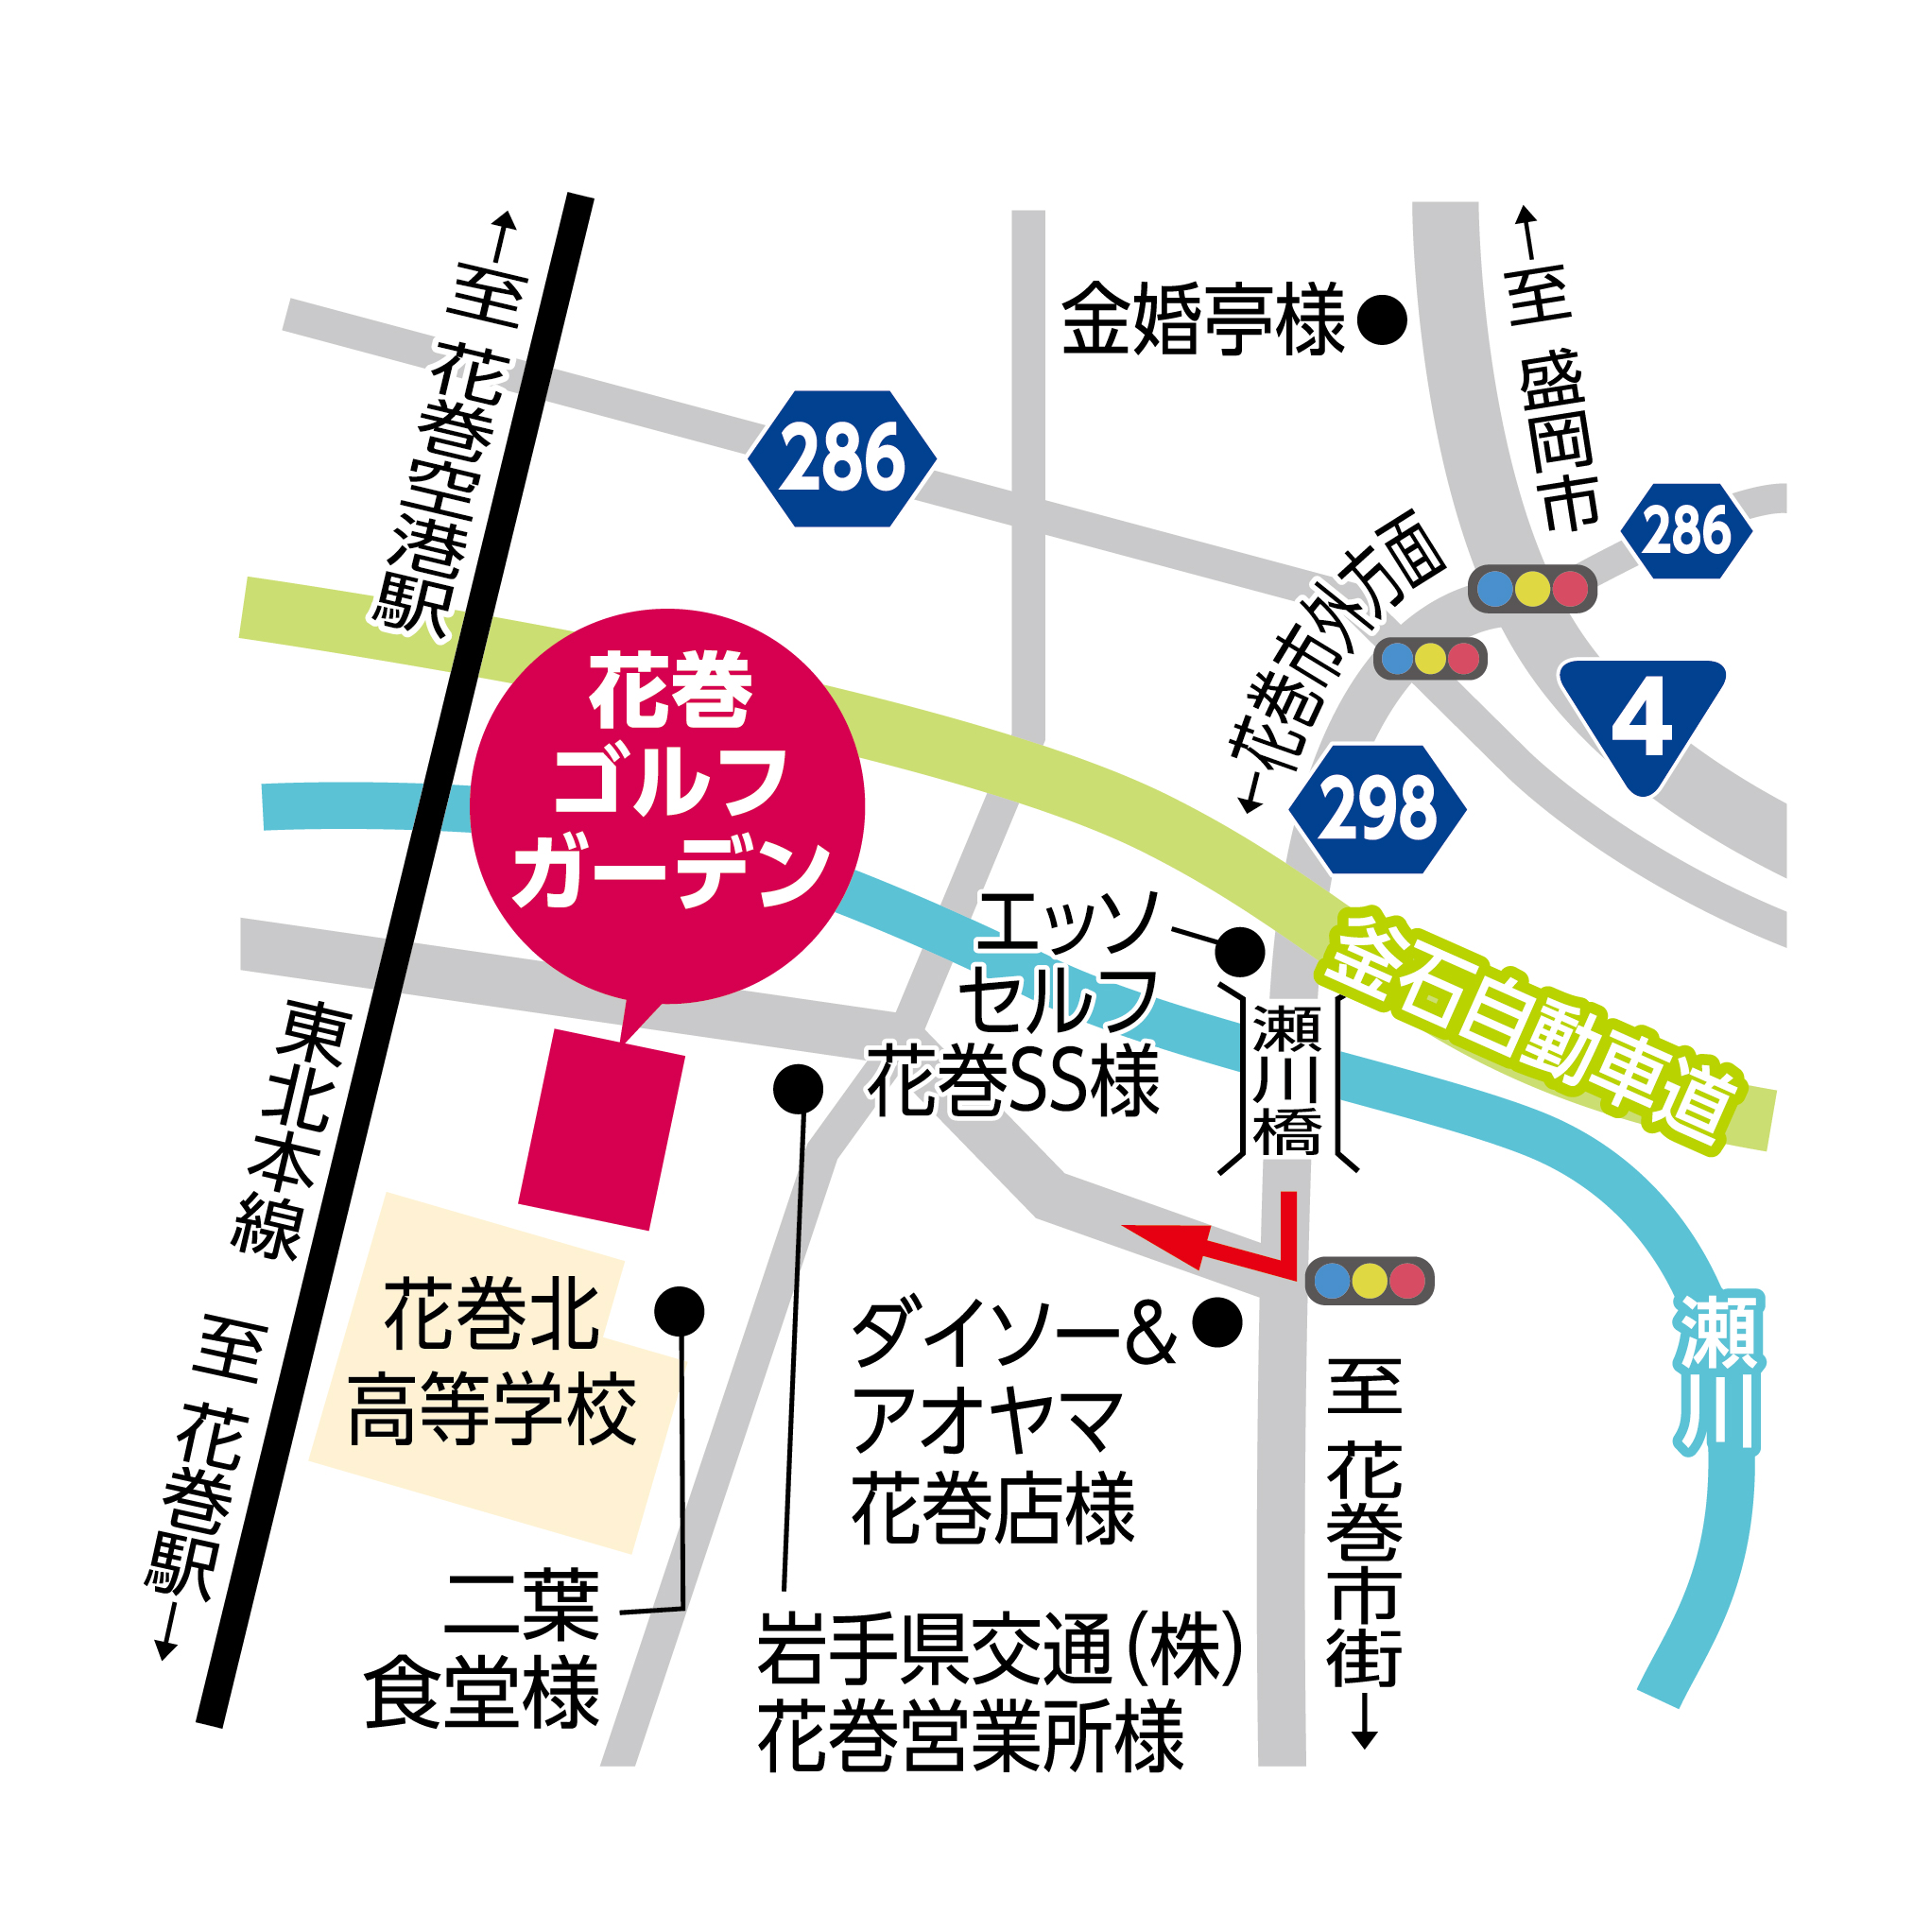 至 花巻空港駅
金婚亭様
至 盛岡市
286
286
花巻市外方面
4
298
花巻
ゴルフ
ガーデン
エッソ
セルフ
花巻SS様
瀬川橋
釜石自動車道
東北本線
至 花巻駅
花巻北
高等学校
ダイソー&
アオヤマ
花巻店様
瀬川
至 花巻市街
二葉
食堂様
岩手県交通(株)
花巻営業所様